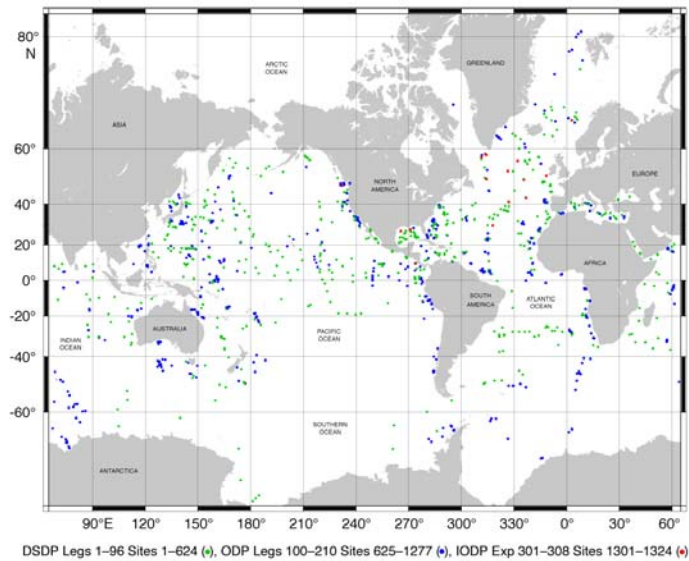 80°
N
ARCTIC
OCEAN
GREENLAND
ASIA
60°
NORTH
AMERICA
EUROPE
40°
20°
AFRICA
0°
SOUTH
AMERICA
ATLANTIC
OCEAN
-20°
AUSTRALIA
PACIFIC
OCEAN
INDIAN
OCEAN
-40°
-60°
SOUTHERN
OCEAN
ANTARCTICA
90°E 120° 150° 180° 210° 240° 270° 300° 330° 0° 30° 60°
DSDP Legs 1–96 Sites 1–624 (•), ODP Legs 100–210 Sites 625–1277 (•), IODP Exp 301–308 Sites 1301–1324 (•)